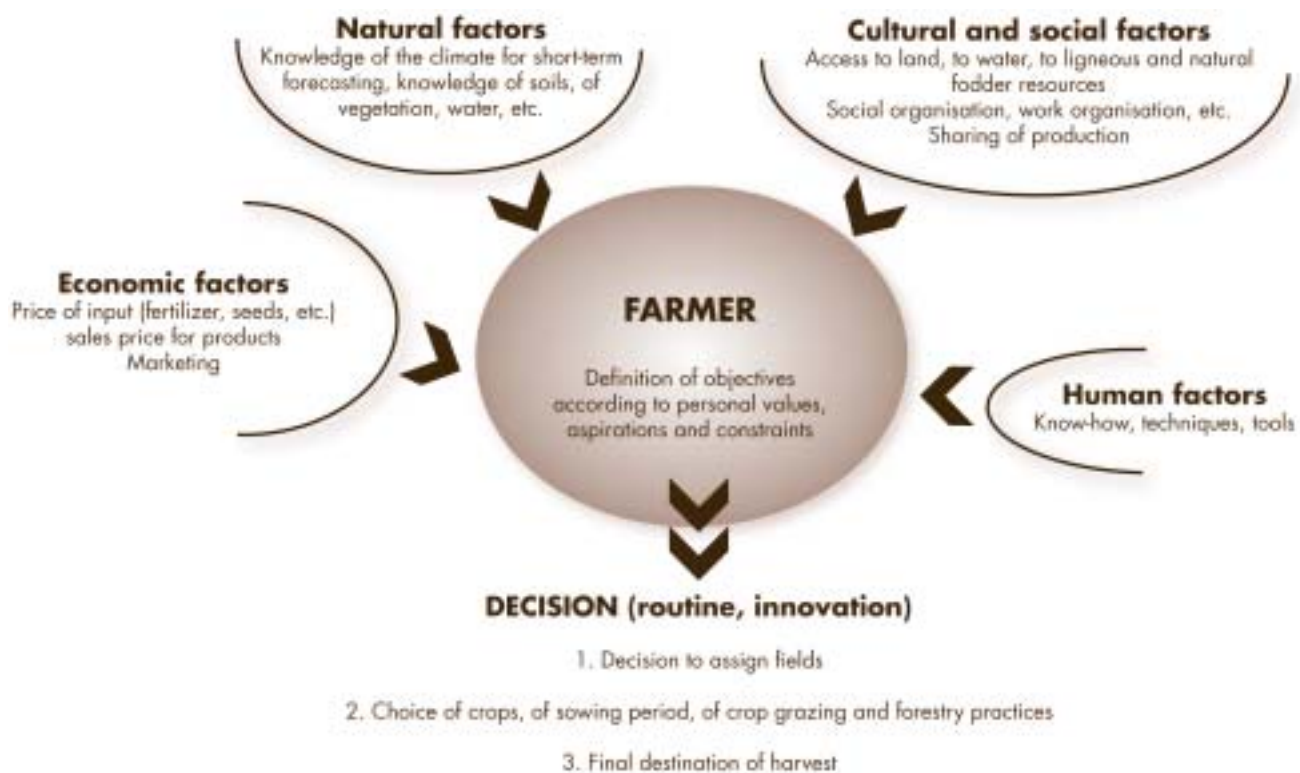 Natural factors
Knowledge of the climate for short-term
forecasting, knowledge of soils, of
vegetation, water, etc.
Cultural and social factors
Access to land, to water, to ligneous and natural
fodder resources
Social organisation, work organisation, etc.
Sharing of production
Economic factors
Price of input (fertilizer, seeds, etc.)
sales price for products
Marketing
FARMER
Definition of objectives
according to personal values,
aspirations and constraints
Human factors
Know-how, techniques, tools
DECISION (routine, innovation)
1. Decision to assign fields
2. Choice of crops, of sowing period, of crop grazing and forestry practices
3. Final destination of harvest